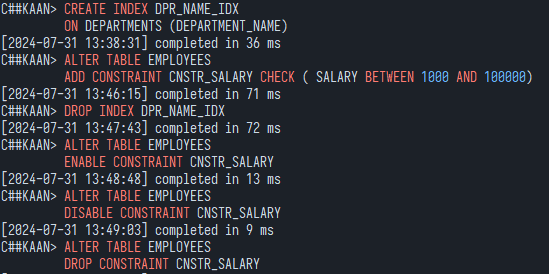 C##KAAN> CREATE INDEX DPR_NAME_IDX
ON DEPARTMENTS (DEPARTMENT_NAME)
[2024-07-31 13:38:31] completed in 36 ms
C##KAAN> ALTER TABLE EMPLOYEES
ADD CONSTRAINT CNSTR_SALARY CHECK ( SALARY BETWEEN 1000 AND 100000)
[2024-07-31 13:46:15] completed in 71 ms
C##KAAN> DROP INDEX DPR_NAME_IDX
[2024-07-31 13:47:43] completed in 72 ms
C##KAAN> ALTER TABLE EMPLOYEES
ENABLE CONSTRAINT CNSTR_SALARY
[2024-07-31 13:48:48] completed in 13 ms
C##KAAN> ALTER TABLE EMPLOYEES
DISABLE CONSTRAINT CNSTR_SALARY
[2024-07-31 13:49:03] completed in 9 ms
C##KAAN> ALTER TABLE EMPLOYEES
DROP CONSTRAINT CNSTR_SALARY